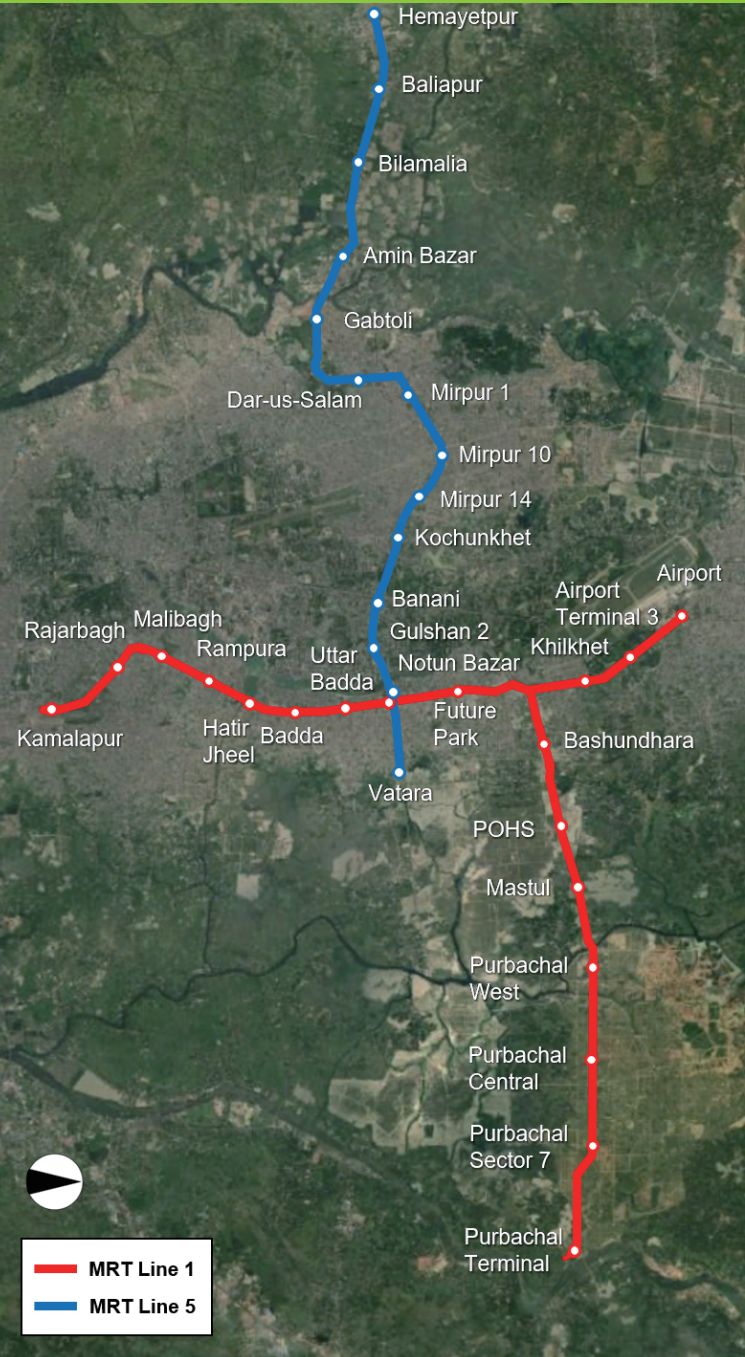 Hemayetpur
Baliapur
Bilamalia
Amin Bazar
Gabtoli
Dar-us-Salam
Mirpur 1
Mirpur 10
Mirpur 14
Kochunkhet
Banani
Gulshan 2
Notun Bazar
Vatara
Airport
Airport
Terminal 3
Khilkhet
Rajarbagh
Malibagh
Rampura
Uttar
Badda
Kamalapur
Hatir
Jheel
Badda
Future
Park
Bashundhara
POHS
Mastul
Purbachal
West
Purbachal
Central
Purbachal
Sector 7
Purbachal
Terminal
MRT Line 1
MRT Line 5